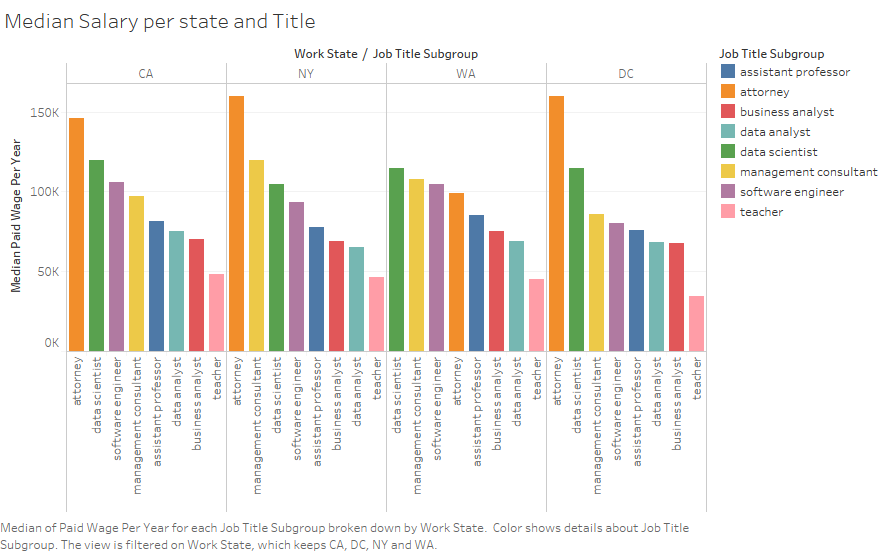 Median Salary per state and Title
Work State / Job Title Subgroup
CA
NY
WA
DC
Median Paid Wage Per Year
150K
100K
50K
0K
attorney
data scientist
software engineer
management consultant
assistant professor
data analyst
business analyst
teacher
attorney
management consultant
data scientist
software engineer
assistant professor
business analyst
data analyst
teacher
data scientist
management consultant
software engineer
attorney
assistant professor
business analyst
data analyst
teacher
attorney
data scientist
management consultant
software engineer
assistant professor
data analyst
business analyst
teacher
Job Title Subgroup
assistant professor
attorney
business analyst
data analyst
data scientist
management consultant
software engineer
teacher
Median of Paid Wage Per Year for each Job Title Subgroup broken down by Work State. Color shows details about Job Title
Subgroup. The view is filtered on Work State, which keeps CA, DC, NY and WA.